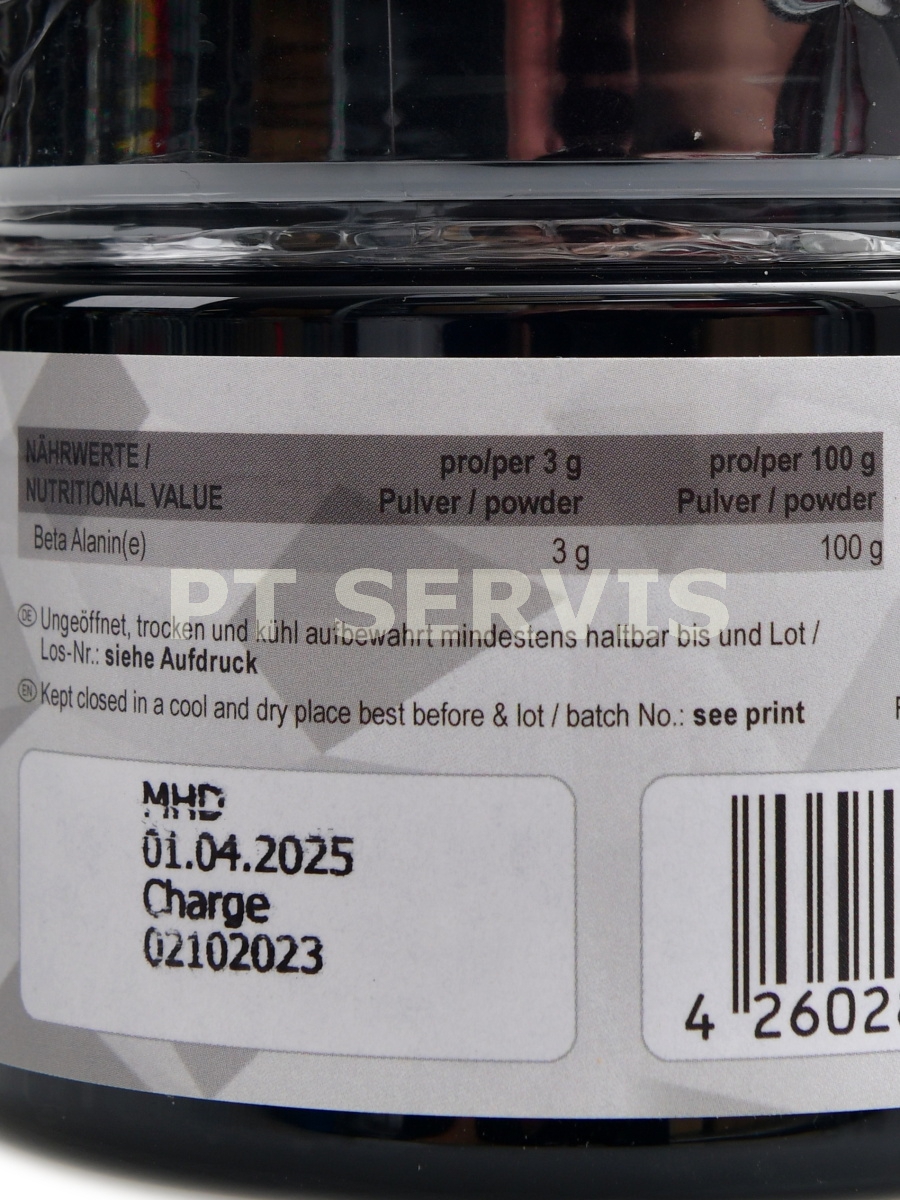 NÄHRWERTE /
NUTRITIONAL VALUE
pro/per 3 g
Pulver / powder
pro/per 100 g
Pulver / powder
Beta Alanin(e) 3 g 100 g
PT SERVIS
DE Ungeöffnet, trocken und kühl aufbewahrt mindestens haltbar bis und Lot /
Los-Nr.: siehe Aufdruck
EN Kept closed in a cool and dry place best before & lot / batch No.: see print
MHD
01.04.2025
Charge
02102023
4 2602